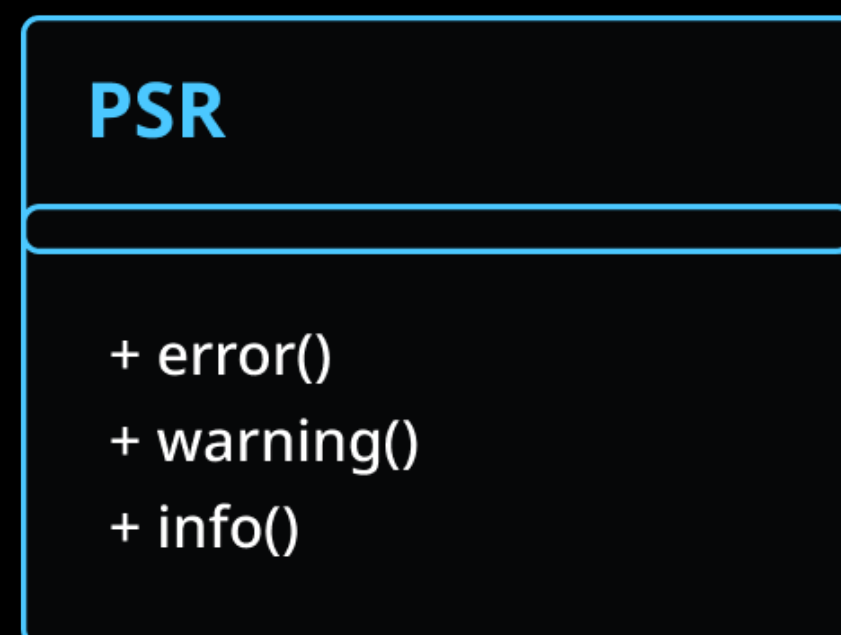 PSR
+ error()
+ warning()
+ info()